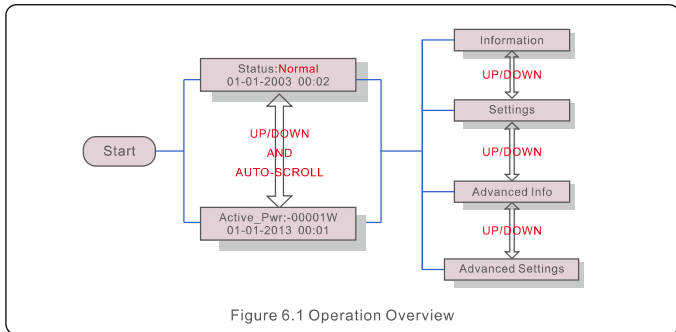 Start
Status:Normal
01-01-2003 00:02
UP/DOWN
AND
AUTO-SCROLL
Active_Pwr:-00001W
01-01-2013 00:01
Information
UP/DOWN
Settings
UP/DOWN
Advanced Info
UP/DOWN
Advanced Settings
Figure 6.1 Operation Overview